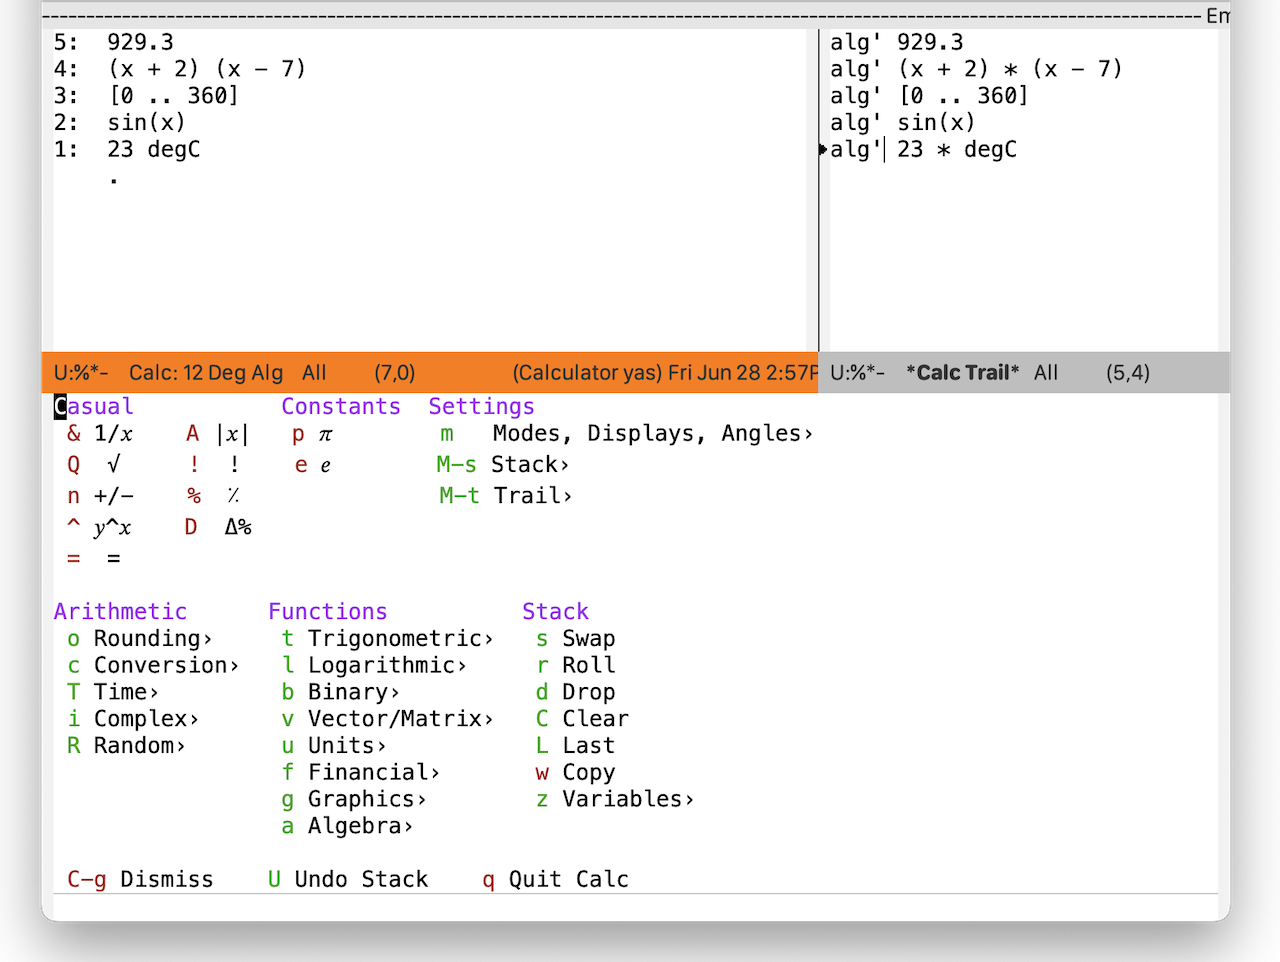 Em
5: 929.3
4: (x + 2) (x − 7)
3: [0 .. 360]
2: sin(x)
1: 23 degC
.
alg' 929.3
alg' (x + 2) * (x − 7)
alg' [0 .. 360]
alg' sin(x)
alg' 23 * degC
U:%*- Calc: 12 Deg Alg All (7,0) (Calculator yas) Fri Jun 28 2:57P
U:%*- *Calc Trail* All (5,4)
Casual Constants Settings
& 1/x A |x| p π m Modes, Displays, Angles›
Q √ ! ! e e M-s Stack›
n +/− % ٪ M-t Trail›
^ y^x D Δ%
= =
Arithmetic Functions Stack
o Rounding› t Trigonometric› s Swap
c Conversion› l Logarithmic› r Roll
T Time› b Binary› d Drop
i Complex› v Vector/Matrix› C Clear
R Random› u Units› L Last
f Financial› w Copy
g Graphics› z Variables›
a Algebra›
C-g Dismiss U Undo Stack q Quit Calc